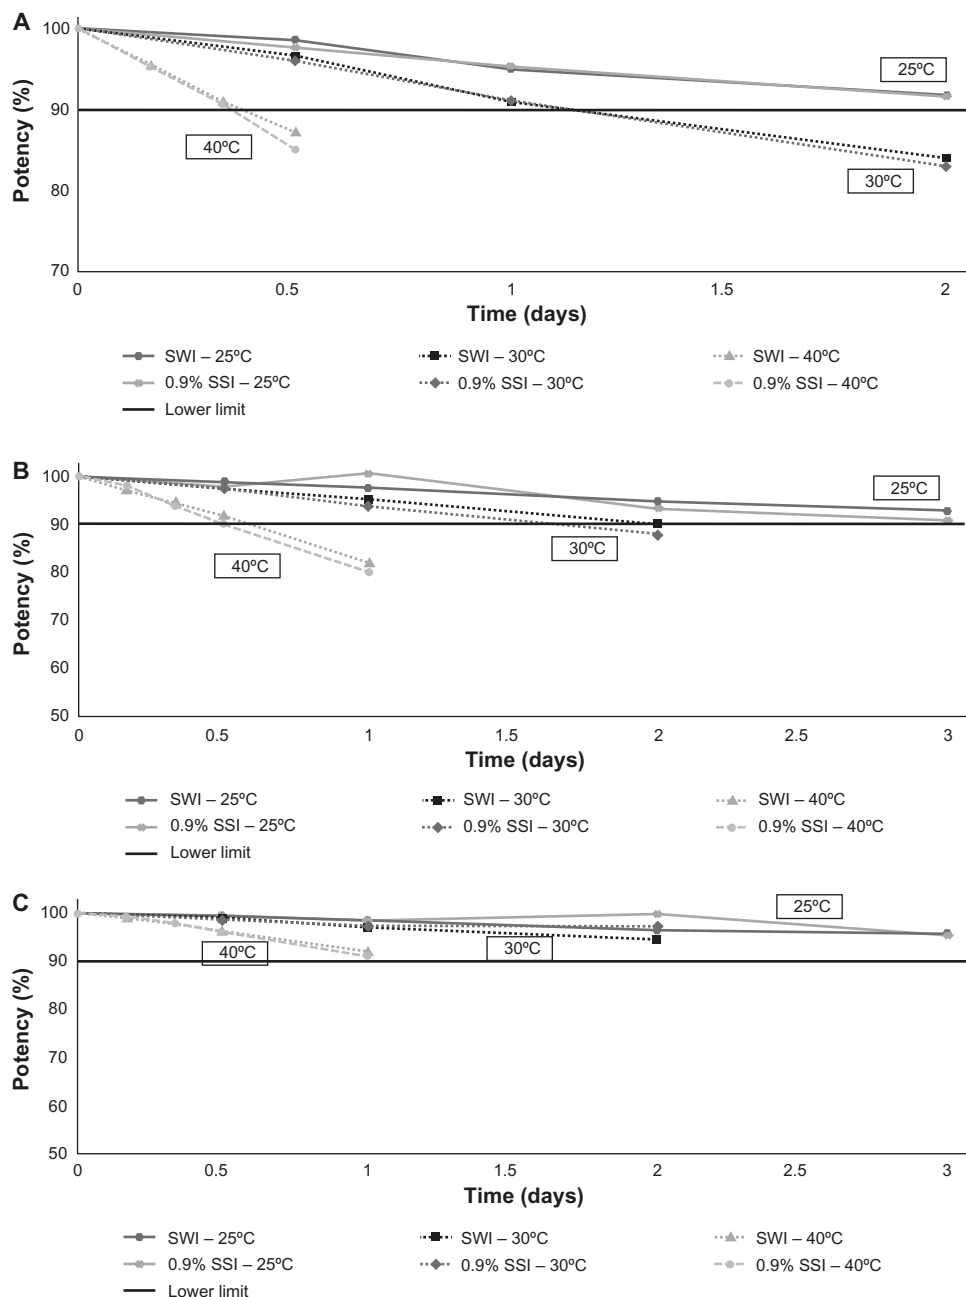 A
100
90
80
70
Potency (%)
25ºC
40ºC
30ºC
0 0.5 1 1.5 2
Time (days)
SWI – 25ºC SWI – 30ºC SWI – 40ºC
0.9% SSI – 25ºC 0.9% SSI – 30ºC 0.9% SSI – 40ºC
Lower limit
B
100
90
80
70
60
50
Potency (%)
25ºC
30ºC
40ºC
0 0.5 1 1.5 2 2.5 3
Time (days)
SWI – 25ºC SWI – 30ºC SWI – 40ºC
0.9% SSI – 25ºC 0.9% SSI – 30ºC 0.9% SSI – 40ºC
Lower limit
C
100
90
80
70
60
50
Potency (%)
25ºC
40ºC
30ºC
0 0.5 1 1.5 2 2.5 3
Time (days)
SWI – 25ºC SWI – 30ºC SWI – 40ºC
0.9% SSI – 25ºC 0.9% SSI – 30ºC 0.9% SSI – 40ºC
Lower limit